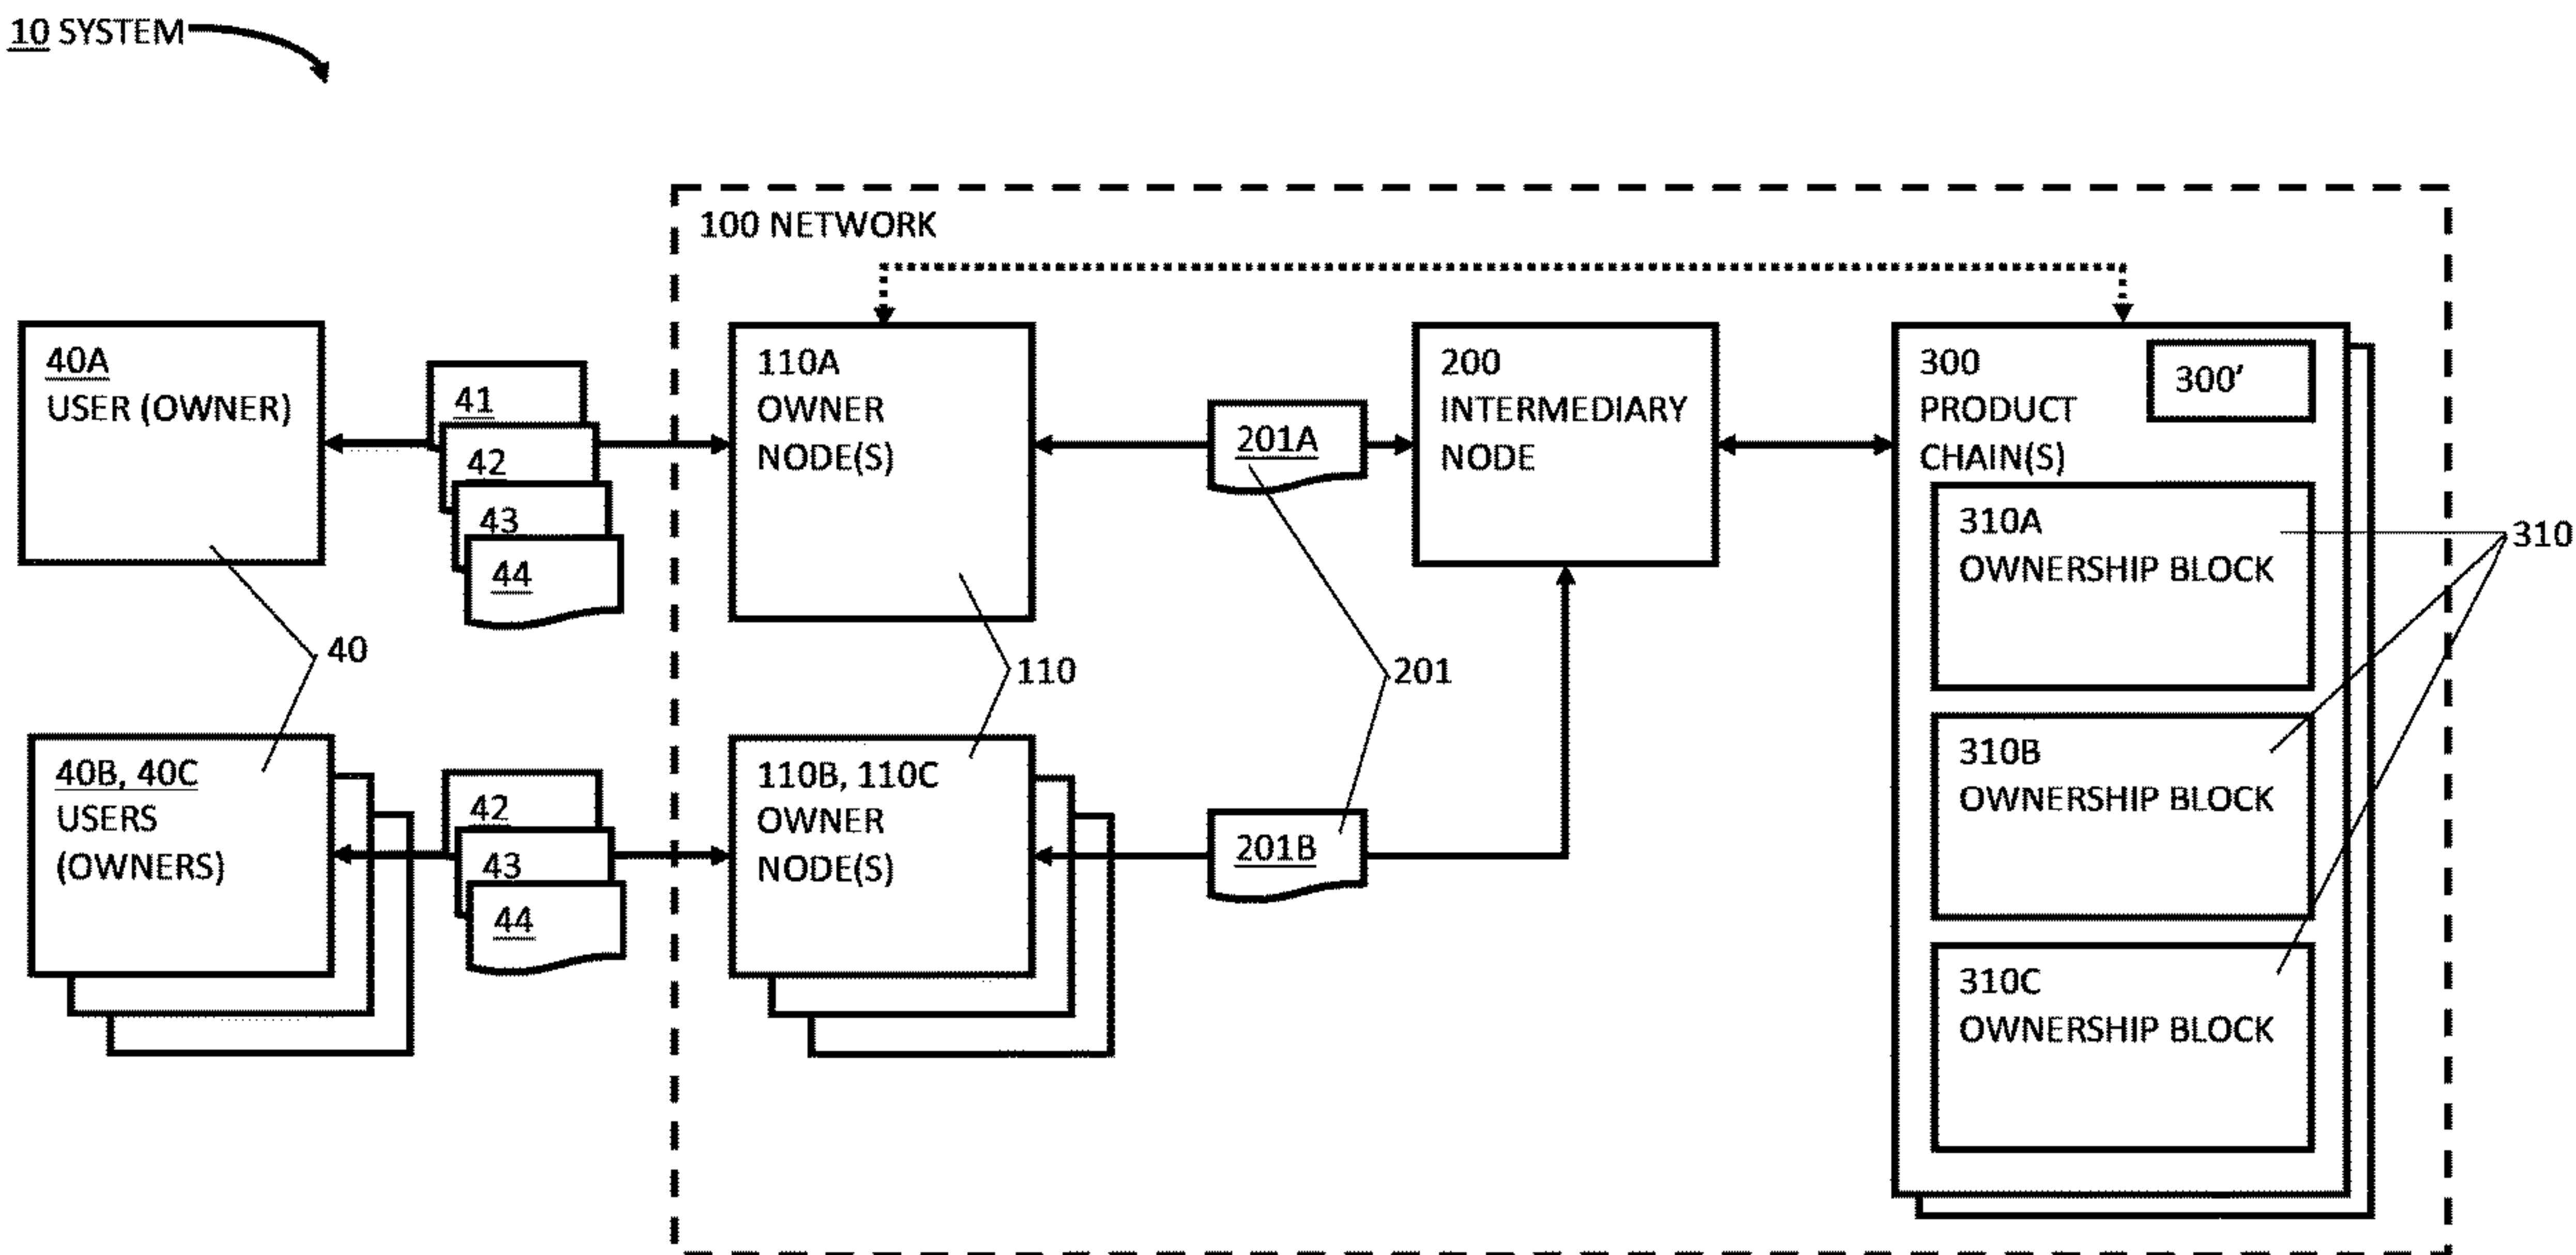 10 SYSTEM
100 NETWORK
40A
USER (OWNER)
41
42
43
44
110A
OWNER
NODE(S)
201A
200
INTERMEDIARY
NODE
300
PRODUCT
CHAIN(S)
300’
310A
OWNERSHIP BLOCK
310
40
110
201
40B, 40C
USERS
(OWNERS)
42
43
44
110B, 110C
OWNER
NODE(S)
201B
310B
OWNERSHIP BLOCK
310C
OWNERSHIP BLOCK